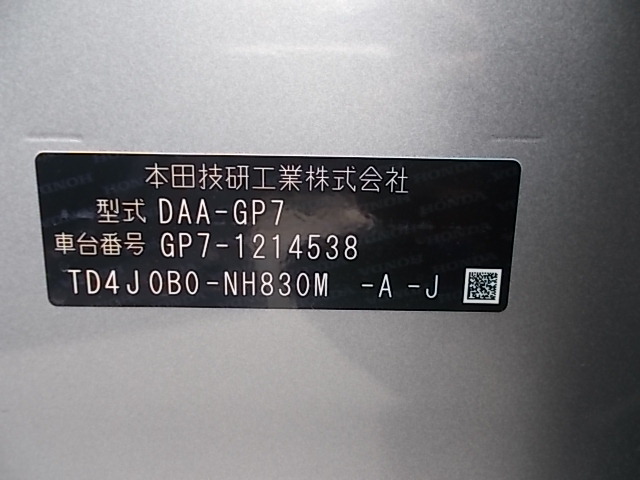 本田技研工業株式会社
型式 DAA-GP7
車台番号 GP7-1214538
TD4J0B0-NH830M -A -J